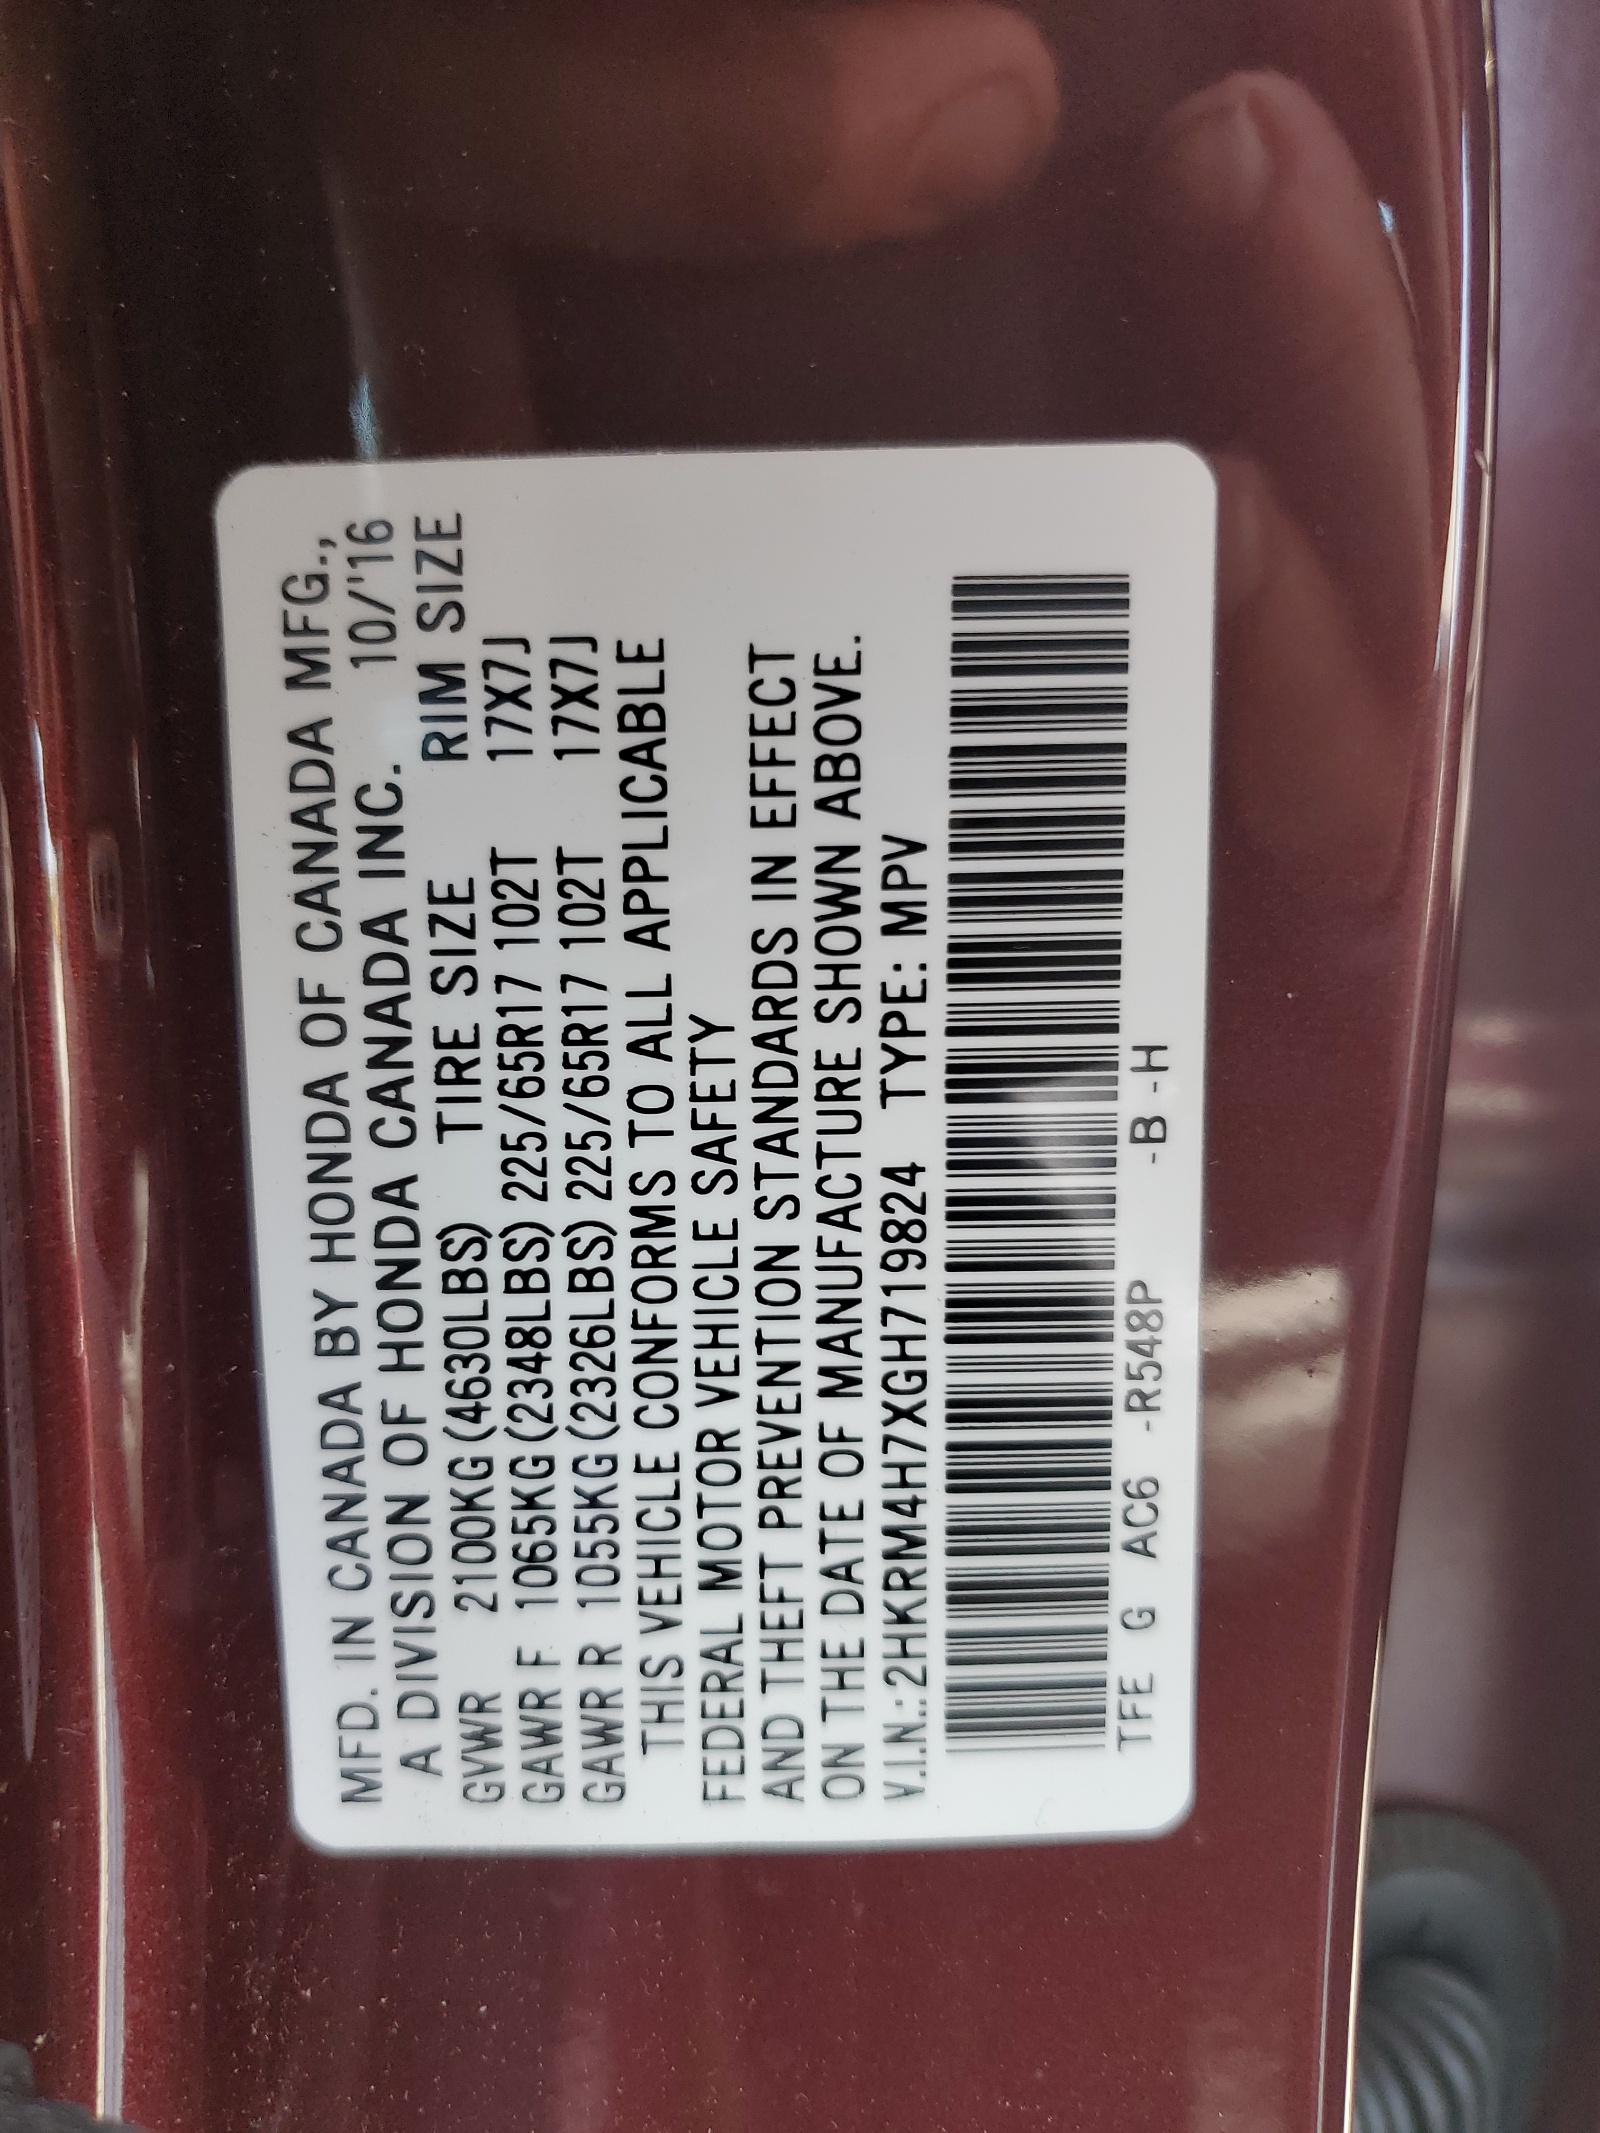 MFD. IN CANADA BY HONDA OF CANADA MFG.,
A DIVISION OF HONDA CANADA INC. 10/'16
GVWR 2100KG(4630LBS) TIRE SIZE RIM SIZE
GAWR F 1065KG(2348LBS) 225/65R17 102T 17X7J
GAWR R 1055KG(2326LBS) 225/65R17 102T 17X7J
THIS VEHICLE CONFORMS TO ALL APPLICABLE
FEDERAL MOTOR VEHICLE SAFETY
AND THEFT PREVENTION STANDARDS IN EFFECT
ON THE DATE OF MANUFACTURE SHOWN ABOVE.
V.I.N.:2HKRM4H7XGH719824 TYPE: MPV
TFE G AC6 -R548P -B -H